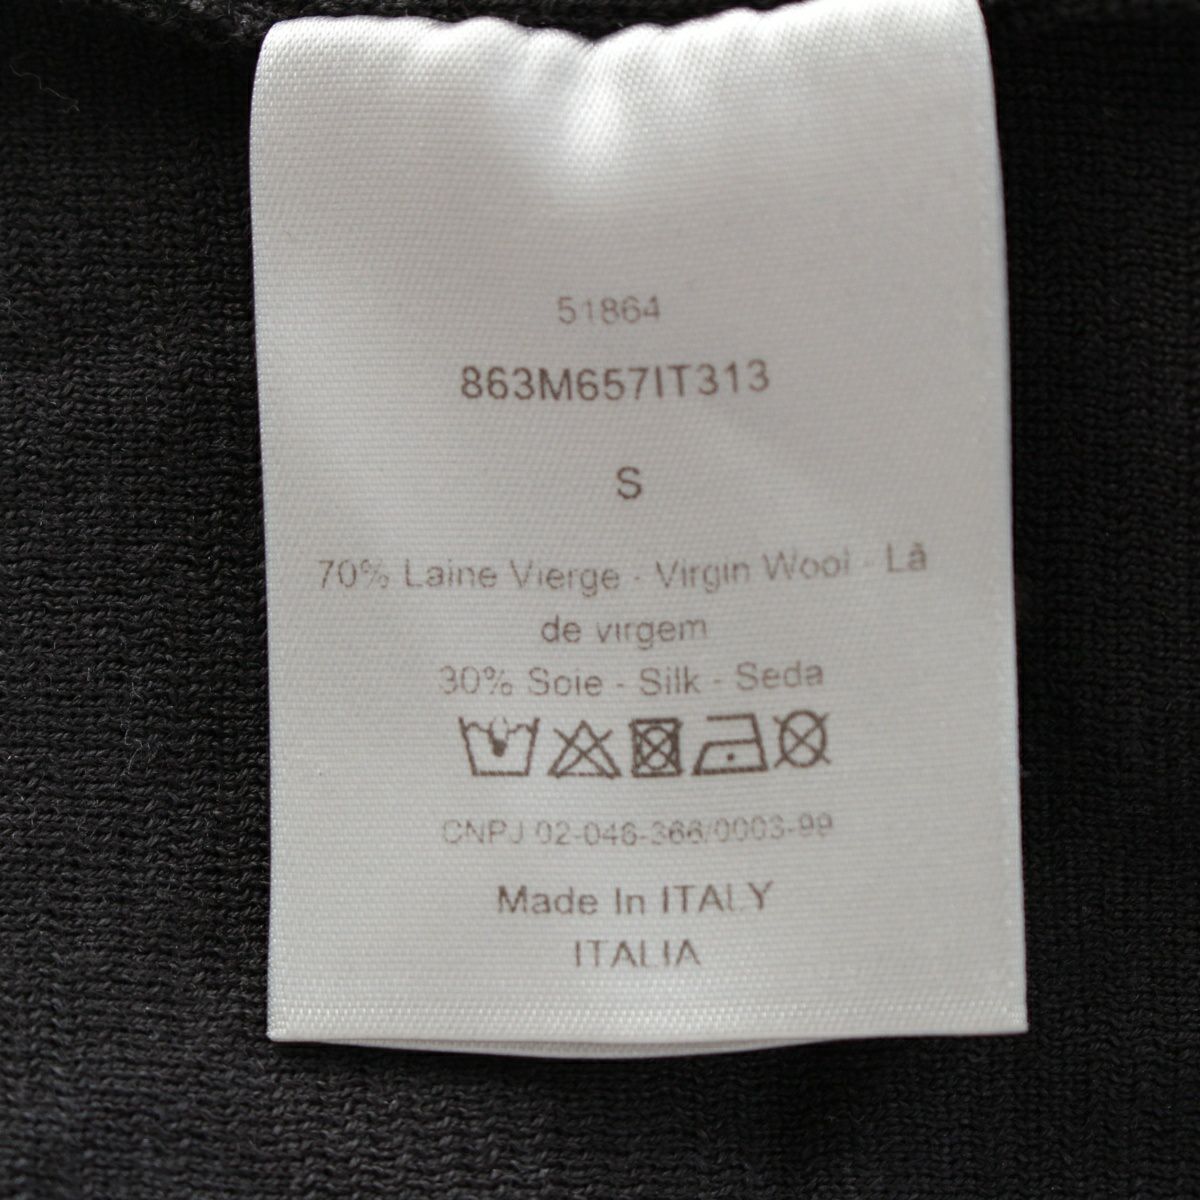 51864
863M657IT313
S
70% Laine Vierge - Virgin Wool - Lã
de virgem
30% Soie - Silk - Seda
CNPJ 02-046-366/0003-99
Made In ITALY
ITALIA